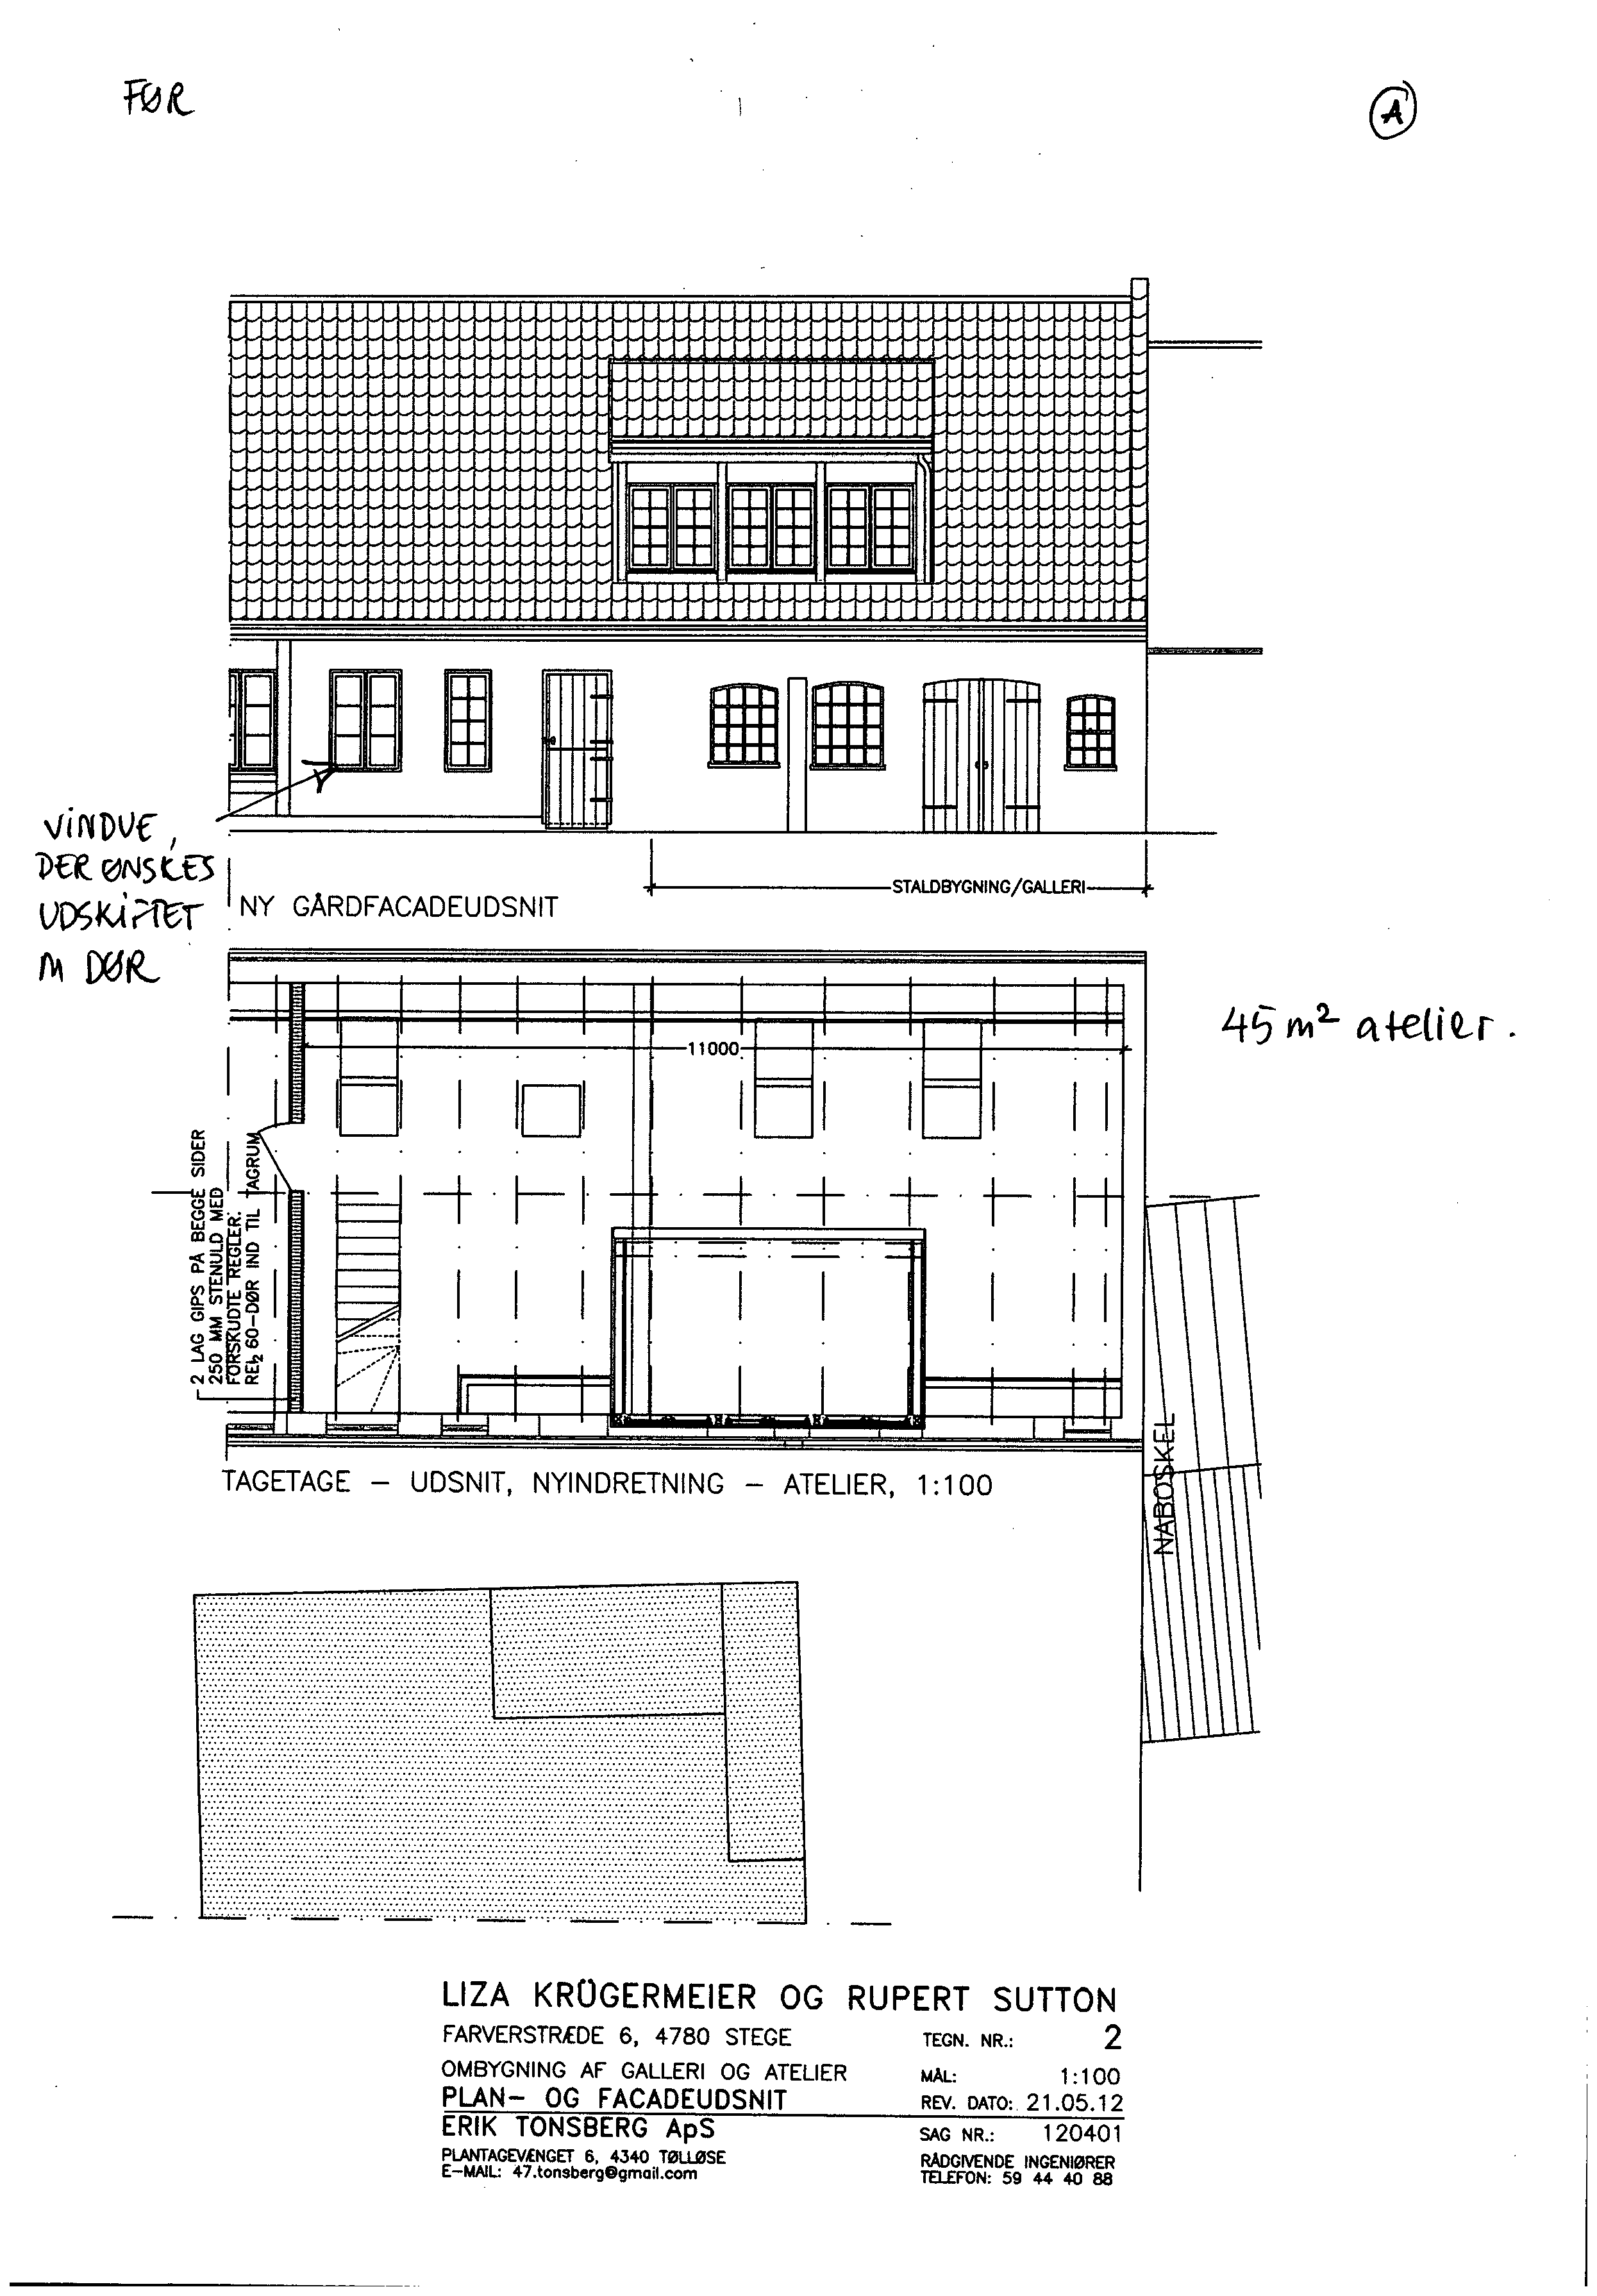 FØR
A
VINDUE,
DER ØNSKES
UDSKIFTET
M DØR
STALDBYGNING/GALLERI
NY GÅRDFACADEUDSNIT
45 m² atelier.
11000
2 LAG GIPS PÅ BEGGE SIDER
250 MM STENULD MED
FORSKUDTE REGLER.
REI₂ 60-DØR IND TIL TAGRUM
NABOSKEL
TAGETAGE – UDSNIT, NYINDRETNING – ATELIER, 1:100
LIZA KRÜGERMEIER OG RUPERT SUTTON
FARVERSTRÆDE 6, 4780 STEGE
TEGN. NR.: 2
OMBYGNING AF GALLERI OG ATELIER
MÅL: 1:100
PLAN- OG FACADEUDSNIT
REV. DATO: 21.05.12
ERIK TONSBERG ApS
SAG NR.: 120401
PLANTAGEVÆNGET 6, 4340 TØLLØSE
RÅDGIVENDE INGENIØRER
E-MAIL: 47.tonsberg@gmail.com
TELEFON: 59 44 40 88